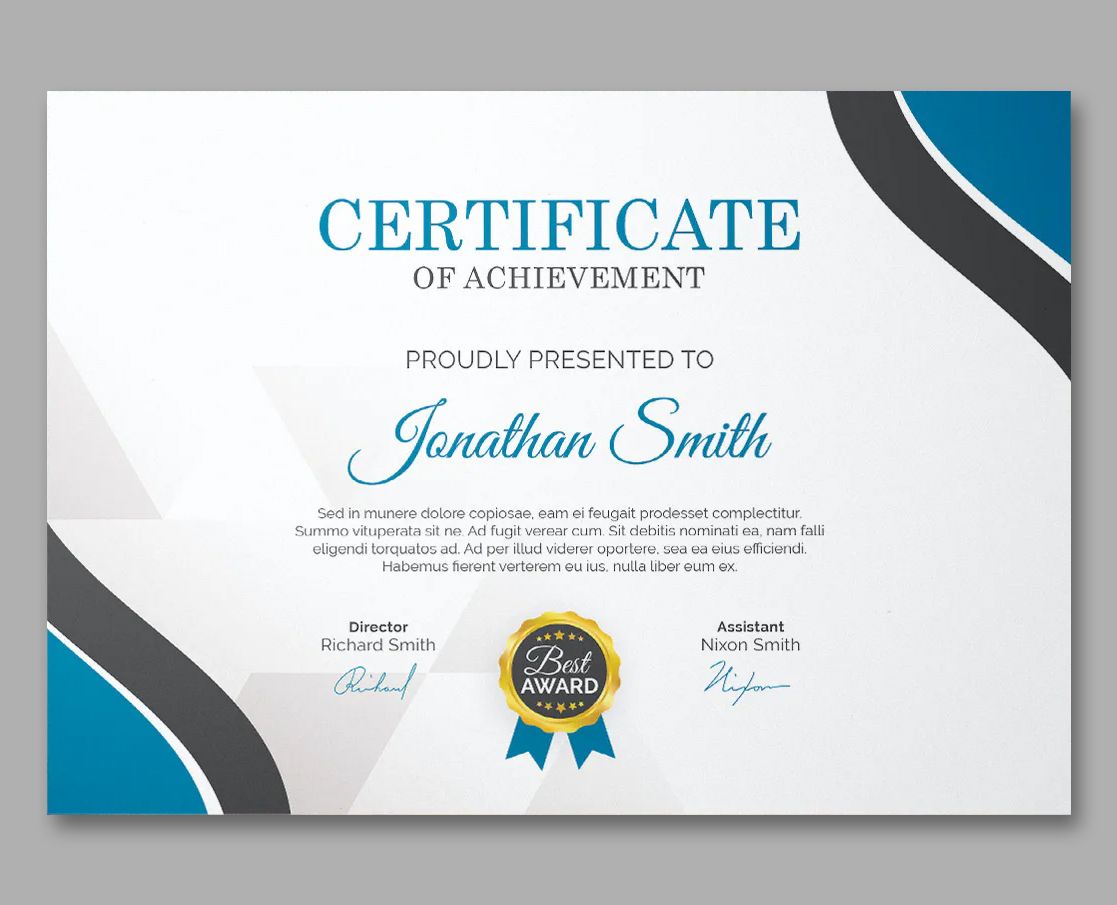 CERTIFICATE
OF ACHIEVEMENT
PROUDLY PRESENTED TO
Jonathan Smith
Sed in munere dolore copiosae, eam ei feugait prodesset complectitur.
Summo vituperata sit ne. Ad fugit verear cum. Sit debitis nominati ea, nam falli
eligendi torquatos ad. Ad per illud viderer oportere, sea ea eius efficiendi.
Habemus fierent verterem eu ius, nulla liber eum ex.
Director
Richard Smith
Richard
Best
AWARD
Assistant
Nixon Smith
Nixon